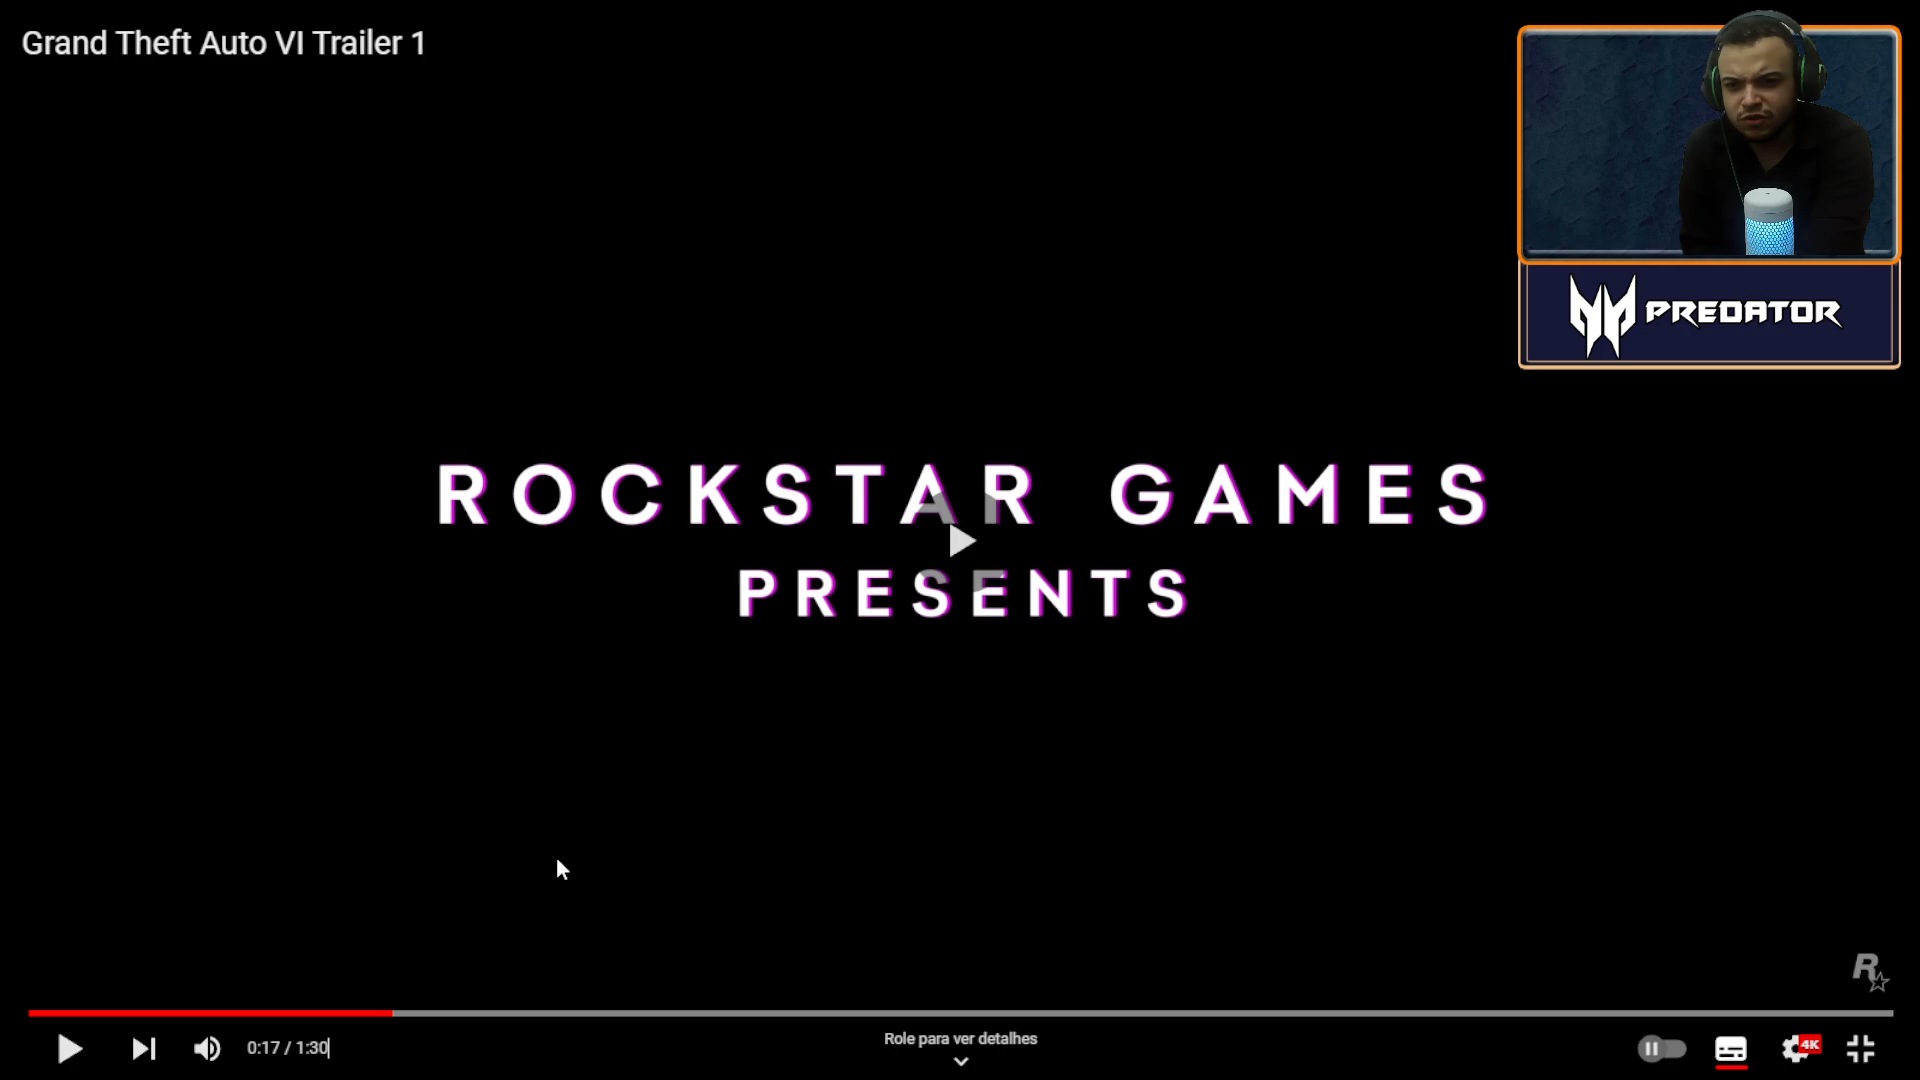 Grand Theft Auto VI Trailer 1
PREDATOR
ROCKSTAR GAMES
PRESENTS
R
0:17 / 1:30
Role para ver detalhes
4K